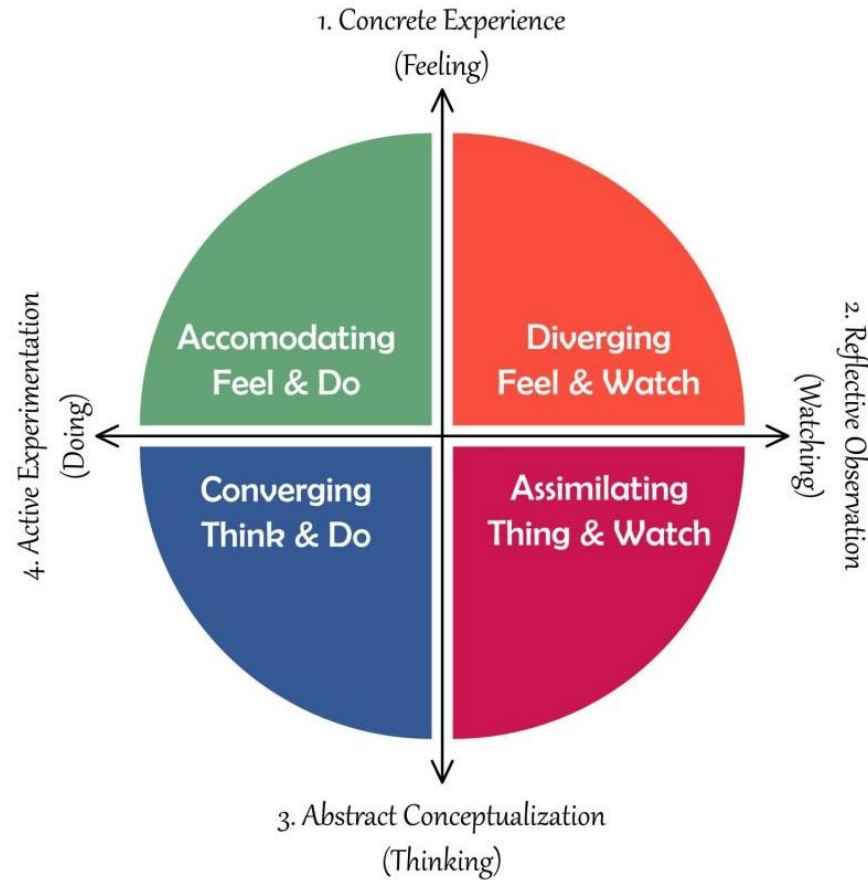 1. Concrete Experience
(Feeling)
Accomodating
Feel & Do
Diverging
Feel & Watch
4. Active Experimentation
(Doing)
2. Reflective Observation
(Watching)
Converging
Think & Do
Assimilating
Thing & Watch
3. Abstract Conceptualization
(Thinking)